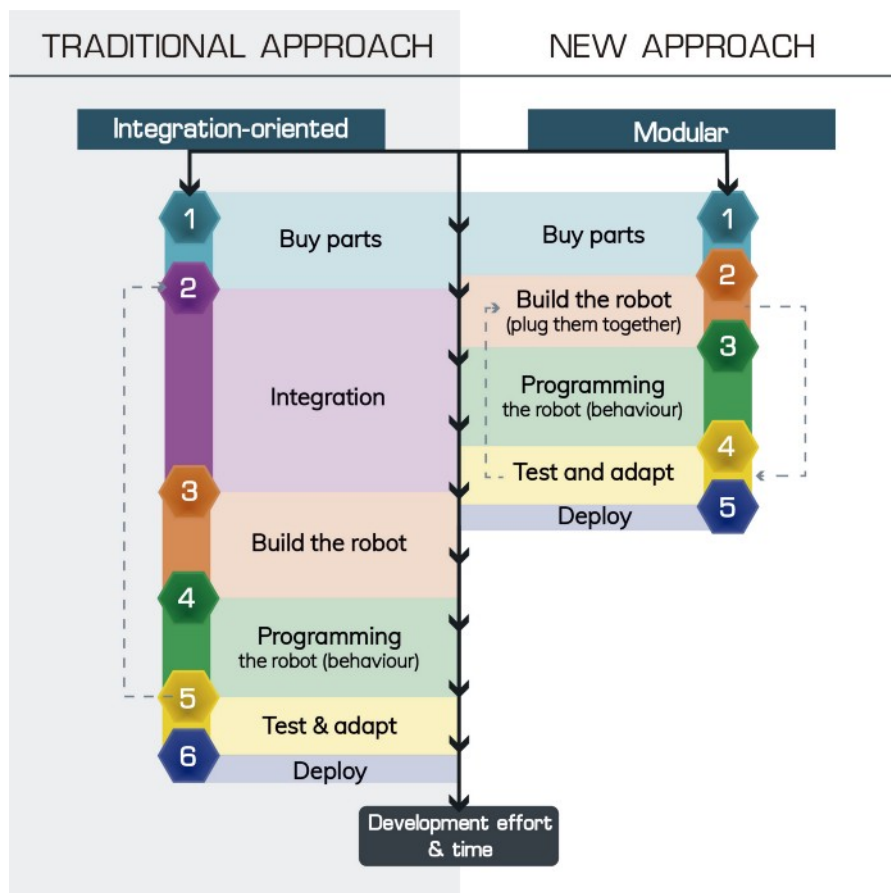 TRADITIONAL APPROACH
NEW APPROACH
Integration-oriented
Modular
1
Buy parts
2
Integration
3
Build the robot
4
Programming
the robot (behaviour)
5
Test & adapt
6
Deploy
1
Buy parts
2
Build the robot
(plug them together)
3
Programming
the robot (behaviour)
4
Test and adapt
5
Deploy
Development effort
& time